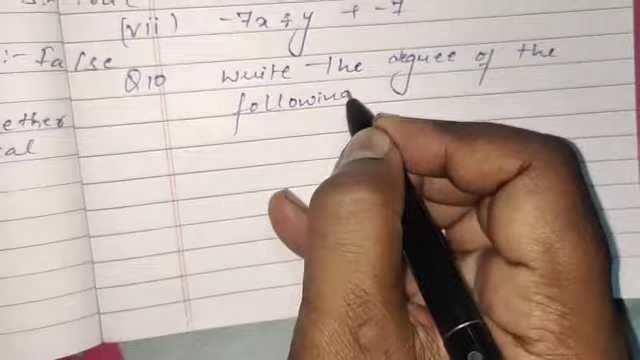 (vii) -7x ÷ y + -7
:- false
Q10 write the degree of the
following
ether
al